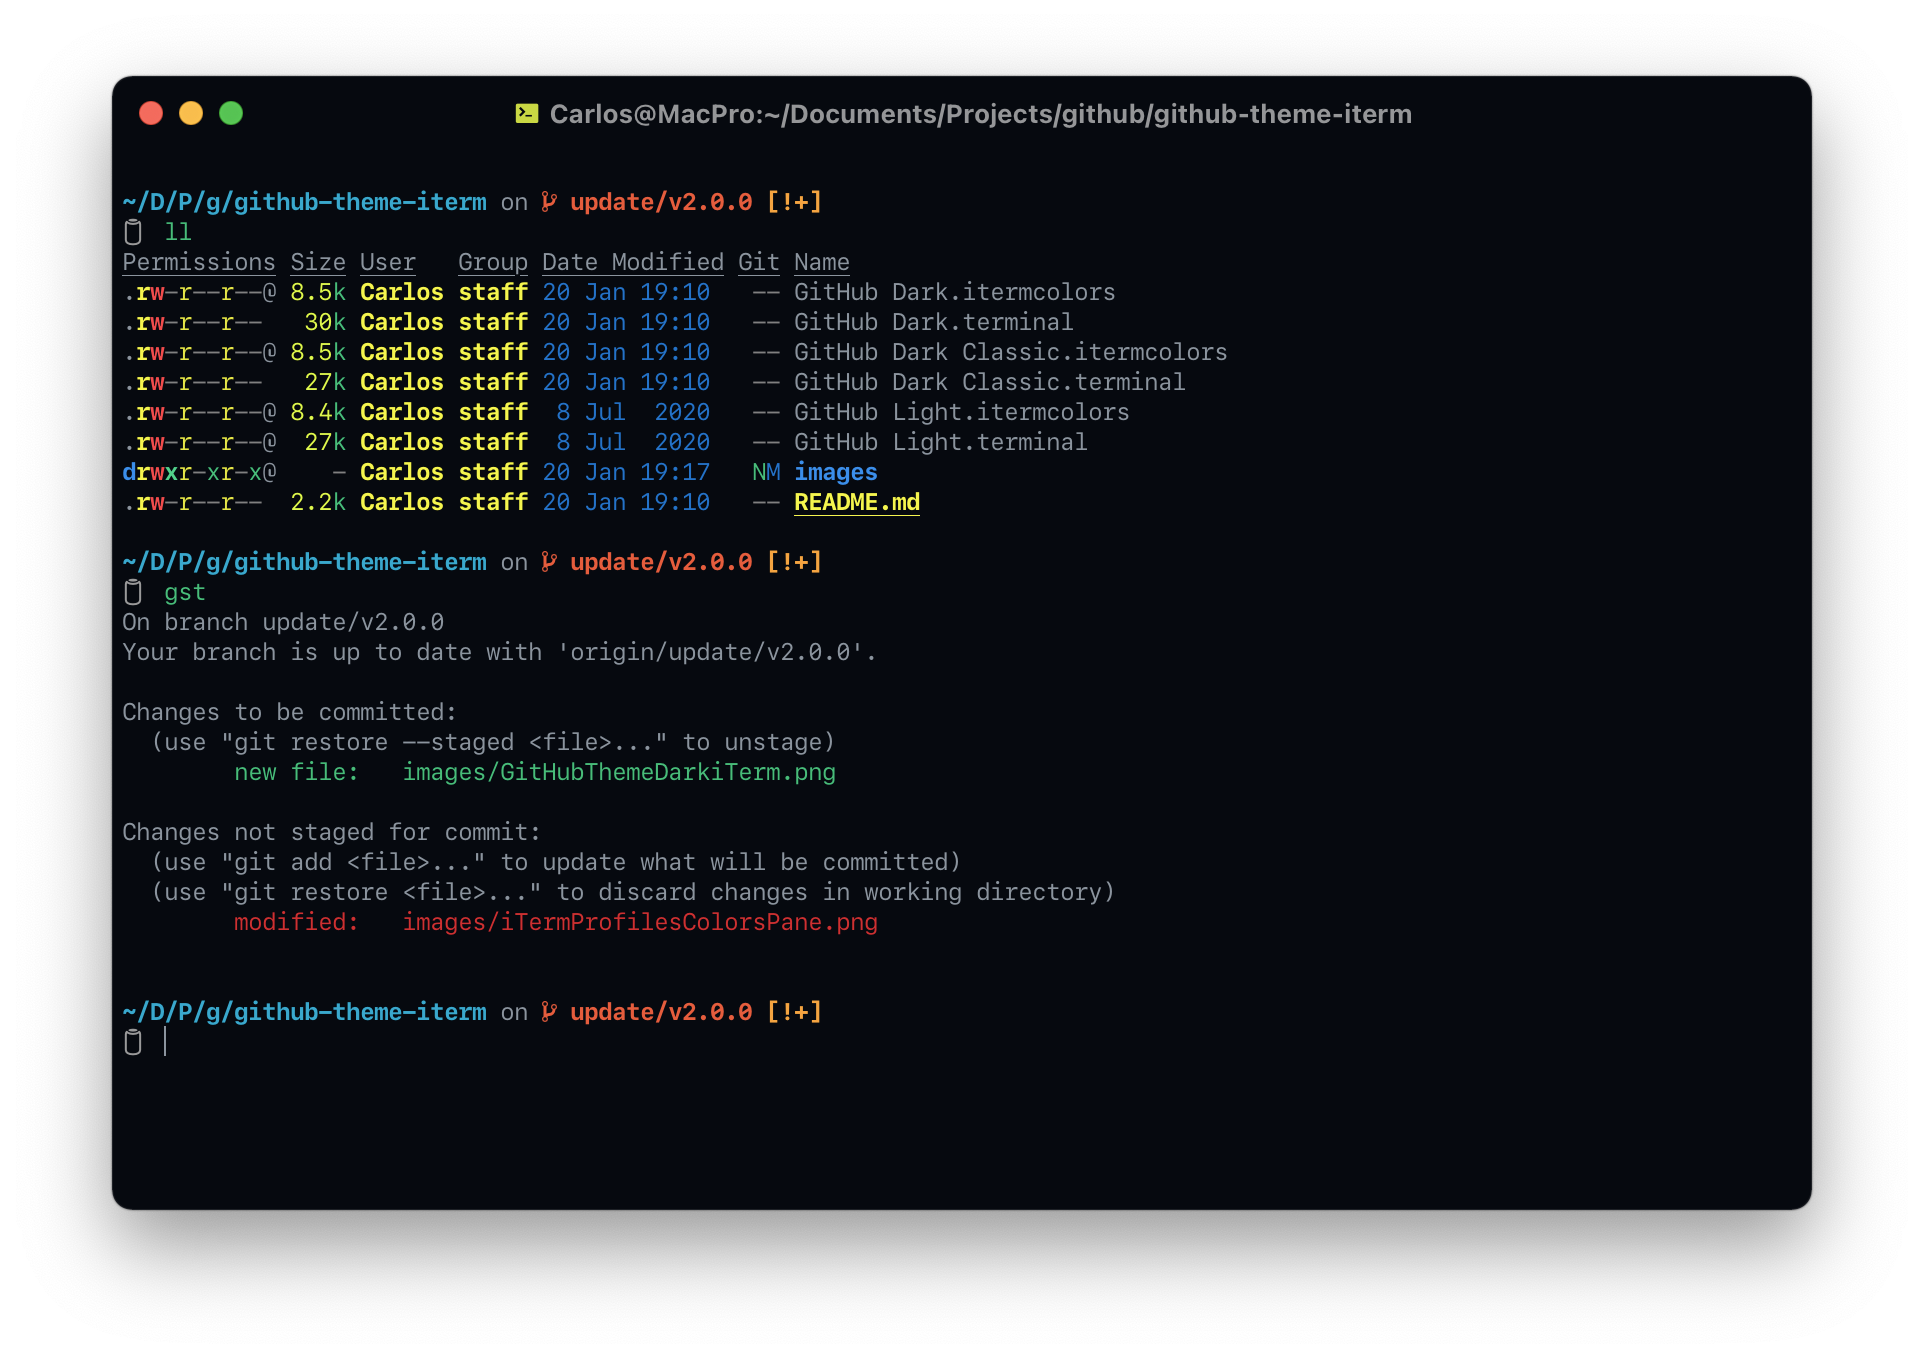 Carlos@MacPro:~/Documents/Projects/github/github-theme-iterm
~/D/P/g/github-theme-iterm on update/v2.0.0 [!+]
ll
Permissions Size User   Group Date Modified Git Name
.rw-r--r--@ 8.5k Carlos staff 20 Jan 19:10   -- GitHub Dark.itermcolors
.rw-r--r--   30k Carlos staff 20 Jan 19:10   -- GitHub Dark.terminal
.rw-r--r--@ 8.5k Carlos staff 20 Jan 19:10   -- GitHub Dark Classic.itermcolors
.rw-r--r--   27k Carlos staff 20 Jan 19:10   -- GitHub Dark Classic.terminal
.rw-r--r--@ 8.4k Carlos staff  8 Jul  2020   -- GitHub Light.itermcolors
.rw-r--r--@  27k Carlos staff  8 Jul  2020   -- GitHub Light.terminal
drwxr-xr-x@    - Carlos staff 20 Jan 19:17   NM images
.rw-r--r--  2.2k Carlos staff 20 Jan 19:10   -- README.md
~/D/P/g/github-theme-iterm on update/v2.0.0 [!+]
gst
On branch update/v2.0.0
Your branch is up to date with 'origin/update/v2.0.0'.
Changes to be committed:
  (use "git restore --staged <file>..." to unstage)
        new file:   images/GitHubThemeDarkiTerm.png
Changes not staged for commit:
  (use "git add <file>..." to update what will be committed)
  (use "git restore <file>..." to discard changes in working directory)
        modified:   images/iTermProfilesColorsPane.png
~/D/P/g/github-theme-iterm on update/v2.0.0 [!+]